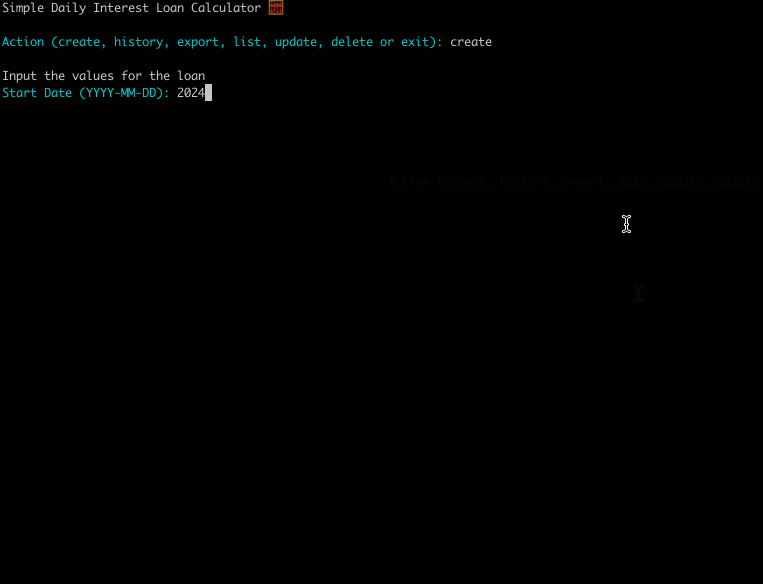 Simple Daily Interest Loan Calculator 🧮
Action (create, history, export, list, update, delete or exit): create
Input the values for the loan
Start Date (YYYY-MM-DD): 2024
Action (create, history, export, list, update, delete